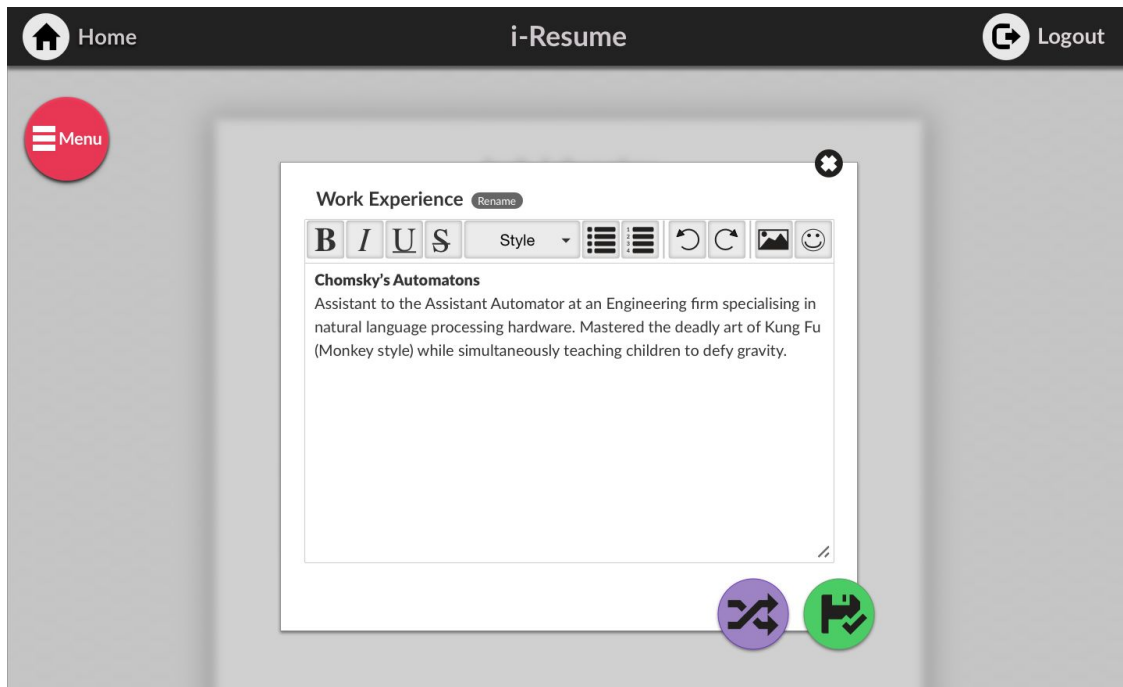 Home
i-Resume
Logout
Menu
Work Experience Rename
B I U S Style
Chomsky's Automatons
Assistant to the Assistant Automator at an Engineering firm specialising in
natural language processing hardware. Mastered the deadly art of Kung Fu
(Monkey style) while simultaneously teaching children to defy gravity.